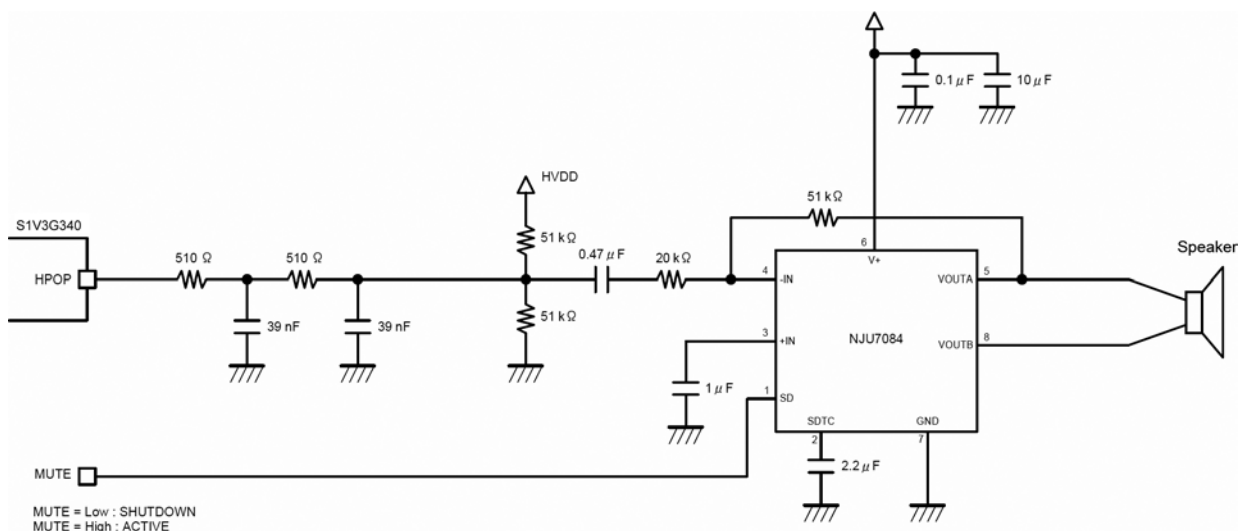 S1V3G340
HPOP
510 Ω
510 Ω
39 nF
39 nF
HVDD
51 kΩ
51 kΩ
0.47 μF
20 kΩ
51 kΩ
0.1 μF
10 μF
6
V+
4
-IN
3
+IN
1 μF
1
SD
SDTC
2
2.2 μF
GND
7
NJU7084
VOUTA
5
VOUTB
8
Speaker
MUTE
MUTE = Low : SHUTDOWN
MUTE = High : ACTIVE